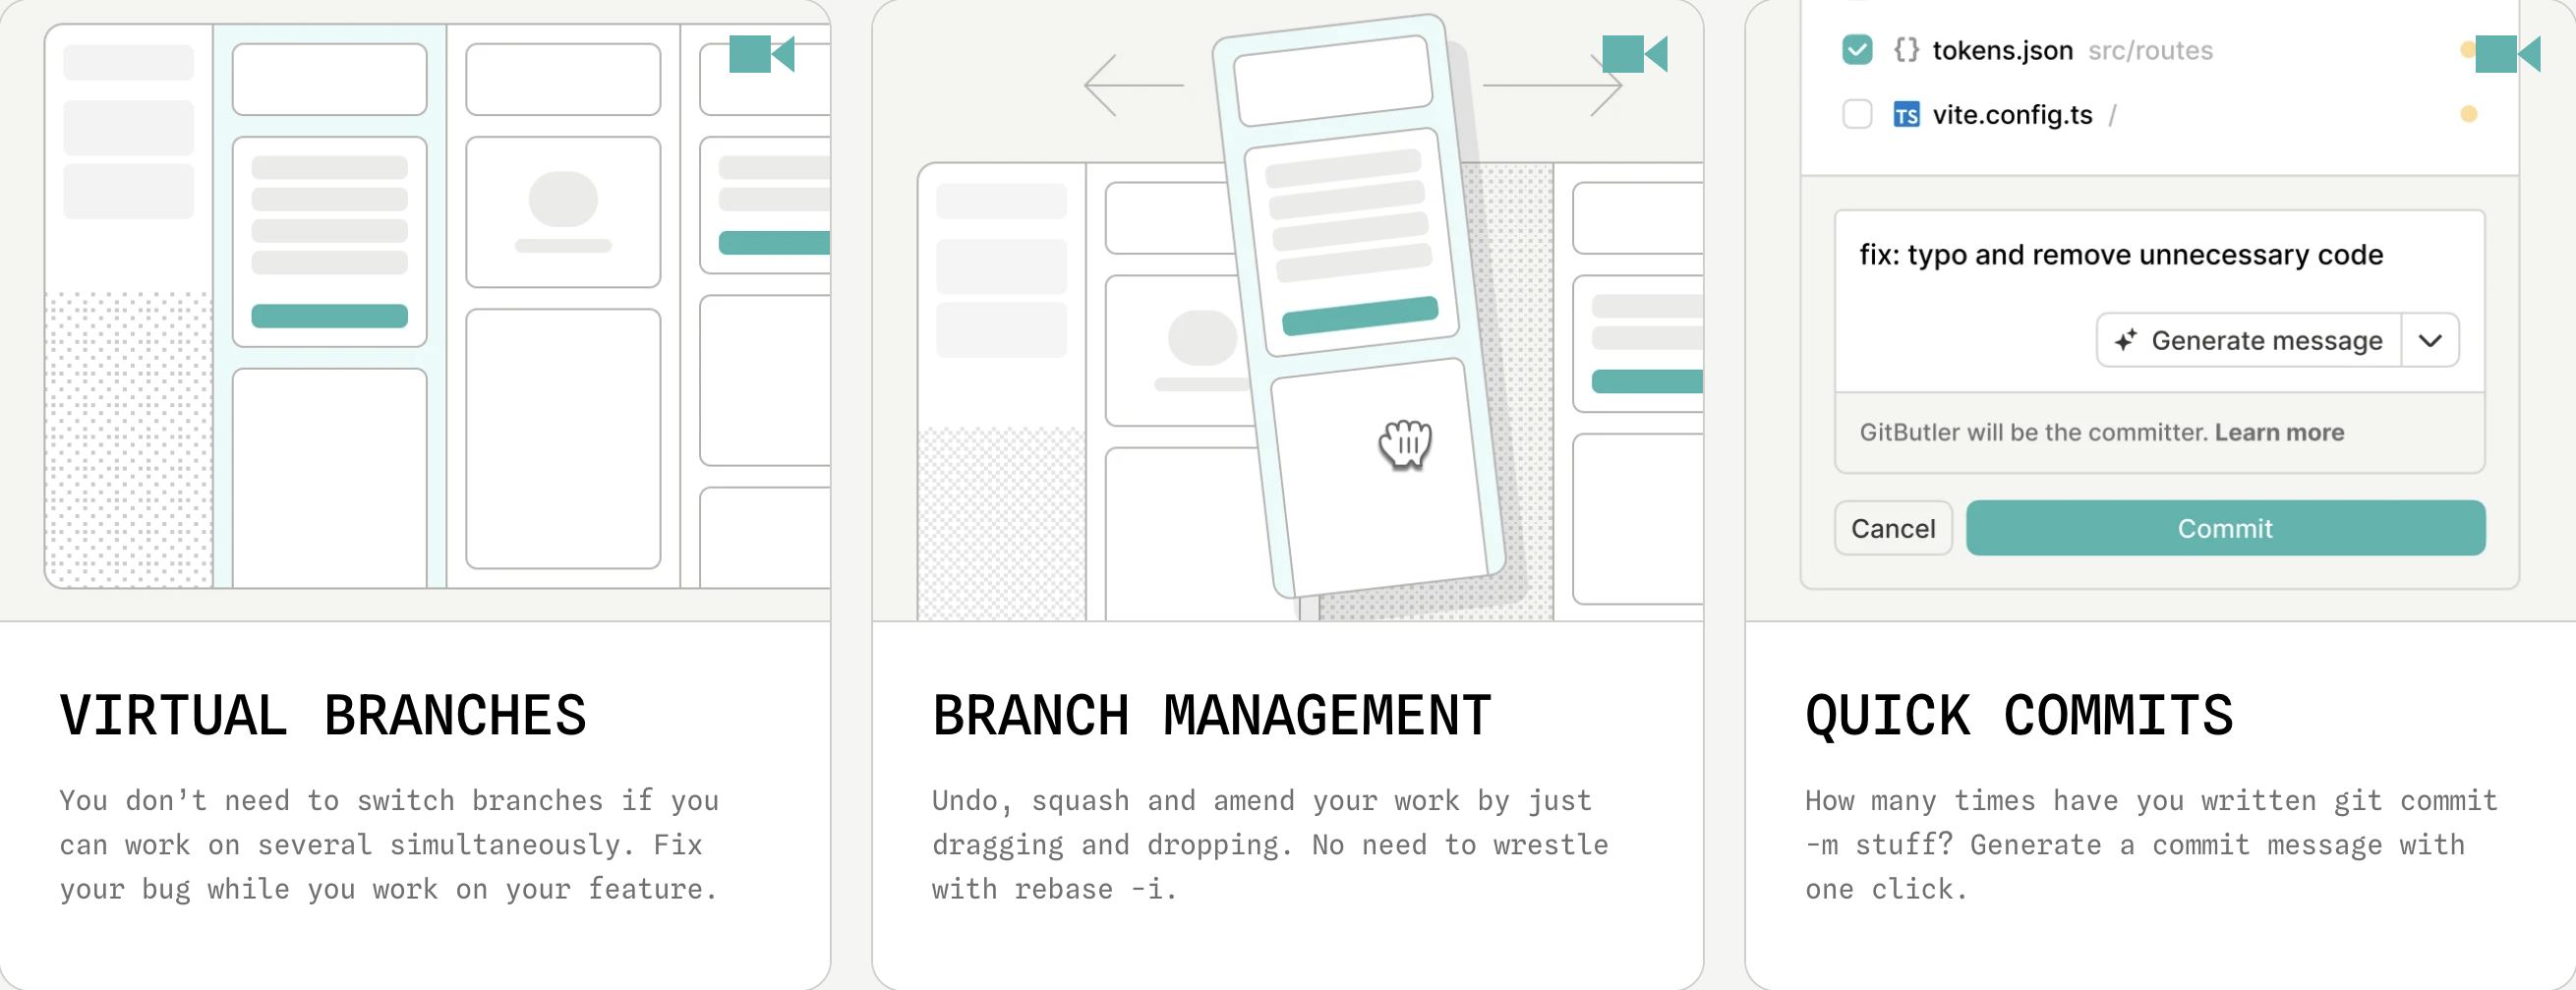 tokens.json src/routes
TS vite.config.ts /
fix: typo and remove unnecessary code
Generate message
GitButler will be the committer. Learn more
Cancel
Commit
VIRTUAL BRANCHES
You don’t need to switch branches if you
can work on several simultaneously. Fix
your bug while you work on your feature.
BRANCH MANAGEMENT
Undo, squash and amend your work by just
dragging and dropping. No need to wrestle
with rebase -i.
QUICK COMMITS
How many times have you written git commit
-m stuff? Generate a commit message with
one click.